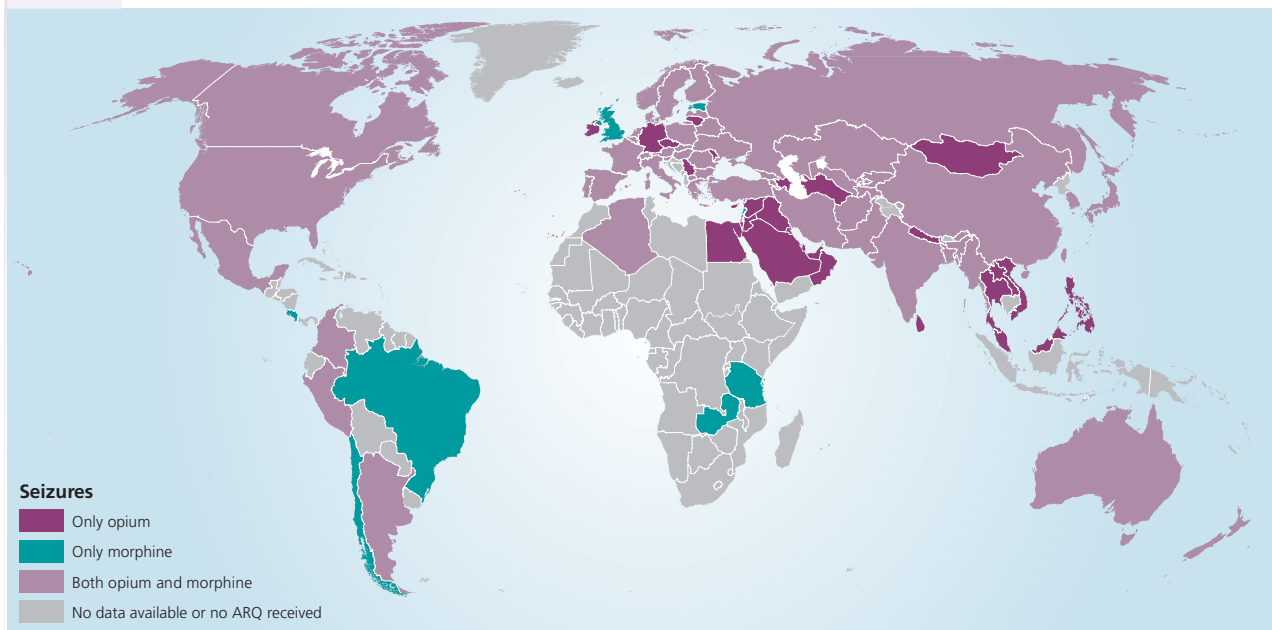 Seizures
Only opium
Only morphine
Both opium and morphine
No data available or no ARQ received